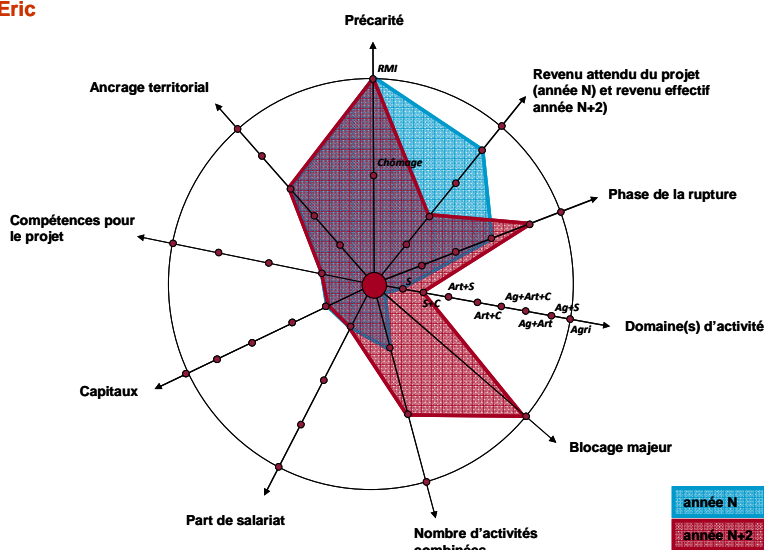 Eric
Précarité
RMI
Revenu attendu du projet
(année N) et revenu effectif
année N+2)
Ancrage territorial
Chômage
Phase de la rupture
Compétences pour
le projet
S
Art+S
S+C
Ag+Art+C
Art+C
Ag+S
Ag+Art
Agri
Domaine(s) d’activité
Capitaux
Blocage majeur
Part de salariat
Nombre d’activités
combinées
année N
année N+2